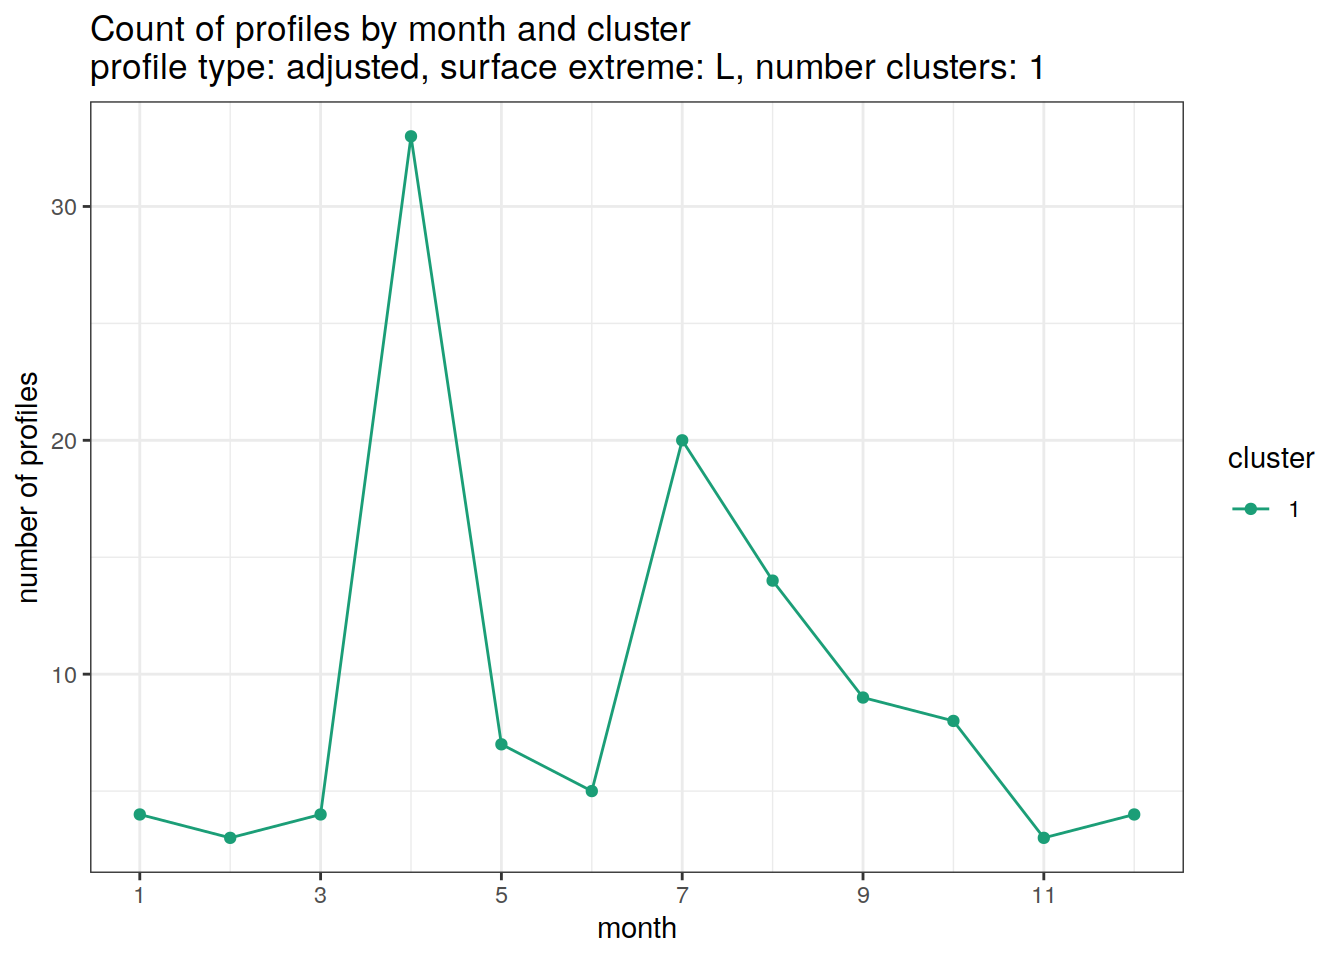 Count of profiles by month and cluster
profile type: adjusted, surface extreme: L, number clusters: 1
30
20
10
number of profiles
1 3 5 7 9 11
month
cluster
1